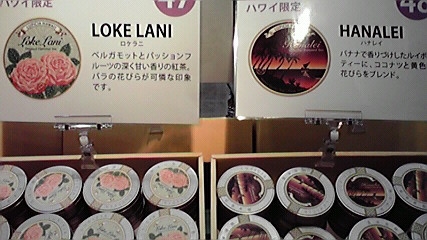 ハワイ限定
47
LOKE LANI
ロケラニ
ベルガモットとパッションフ
ルーツの深く甘い香りの紅茶。
バラの花びらが可憐な印象
です。
Loke Lani
ハワイ限定
48
HANALEI
ハナレイ
バナナで香りづけしたルイボ
ティーに、ココナツと黄色
花びらをブレンド。
Hanalei